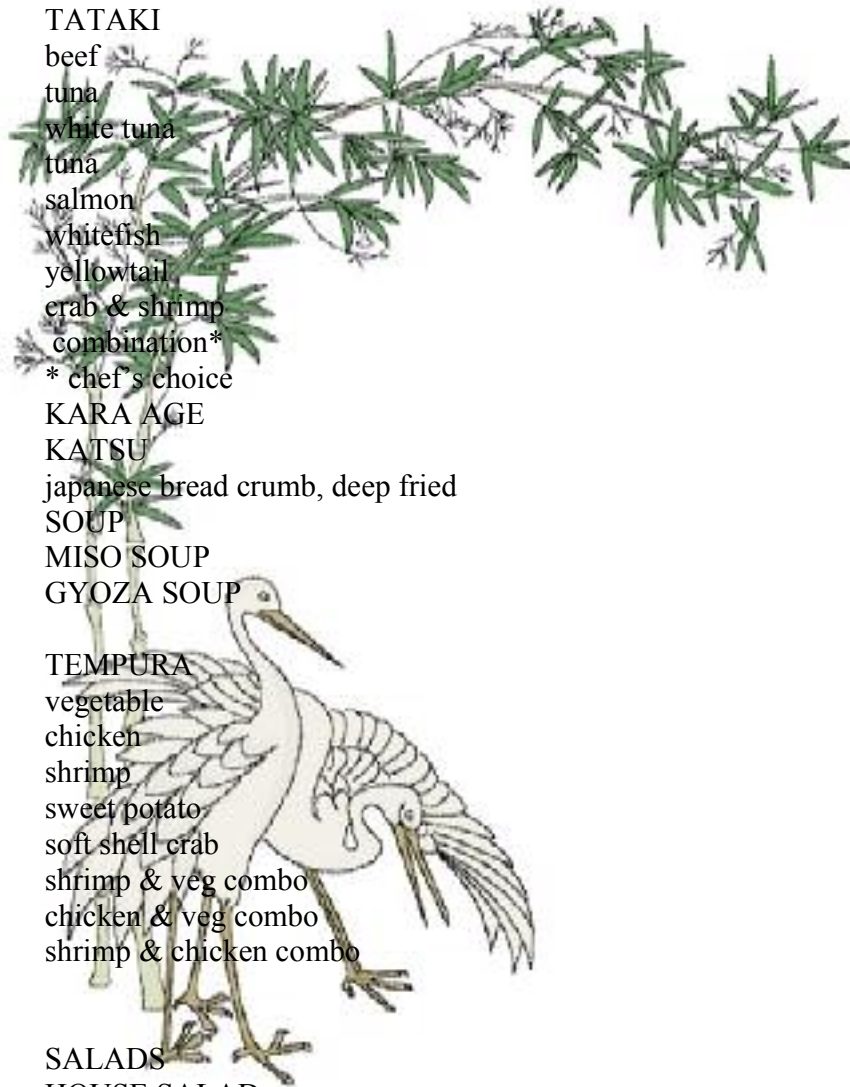 TATAKI
beef
tuna
white tuna
tuna
salmon
whitefish
yellowtail
crab & shrimp
combination*
* chef's choice
KARA AGE
KATSU
japanese bread crumb, deep fried
SOUP
MISO SOUP
GYOZA SOUP
TEMPURA
vegetable
chicken
shrimp
sweet potato
soft shell crab
shrimp & veg combo
chicken & veg combo
shrimp & chicken combo
SALADS
HOUSE SALAD